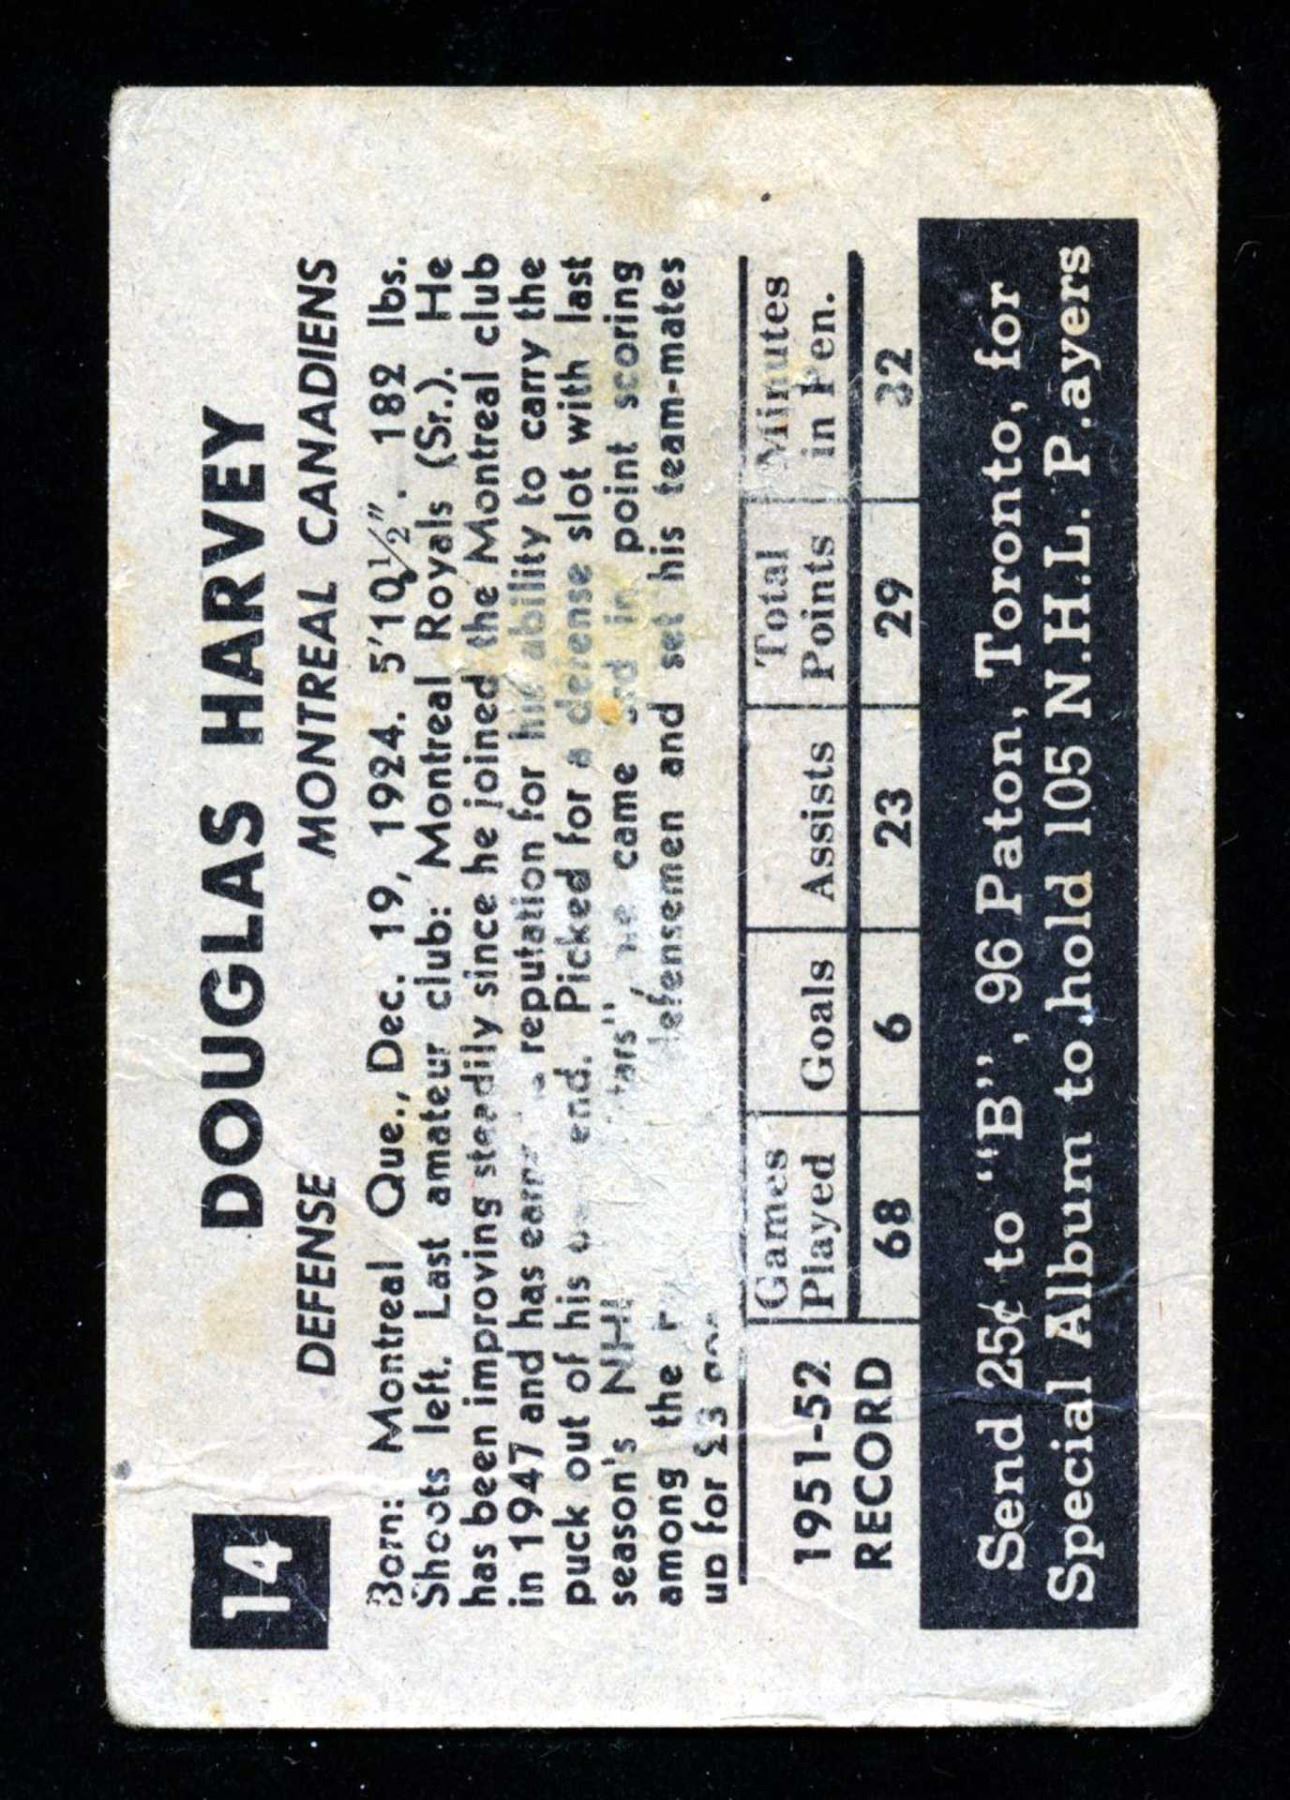 14
DOUGLAS HARVEY
DEFENSE MONTREAL CANADIENS
Born: Montreal Que., Dec. 19, 1924. 5'10½". 182 lbs.
Shoots left. Last amateur club: Montreal Royals (Sr.). He
has been improving steadily since he joined the Montreal club
in 1947 and has reputation for his ability to carry the
puck out of his end. Picked for a defense slot with last
season's NHL he came in point scoring
among the defensemen and set his team-mates
up for 23
1951-52 RECORD
Games Played Goals Assists Total Points Minutes in Pen.
68 6 23 29 32
Send 25¢ to "B", 96 Paton, Toronto, for
Special Album to hold 105 N.H.L. P.ayers